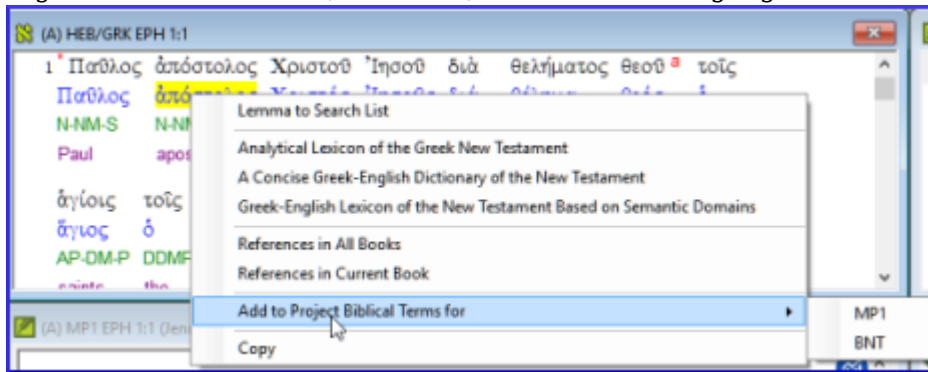 (A) HEB/GRK EPH 1:1
1 * Παῦλος ἀπόστολος Χριστοῦ Ἰησοῦ διὰ θελήματος θεοῦ a τοῖς
Παῦλος
N-NM-S
Paul
ἁγίοις τοῖς
ἅγιος ὁ
AP-DM-P
saints the
Lemma to Search List
Analytical Lexicon of the Greek New Testament
A Concise Greek-English Dictionary of the New Testament
Greek-English Lexicon of the New Testament Based on Semantic Domains
References in All Books
References in Current Book
Add to Project Biblical Terms for
Copy
MP1
BNT
(A) MP1 EPH 1:1